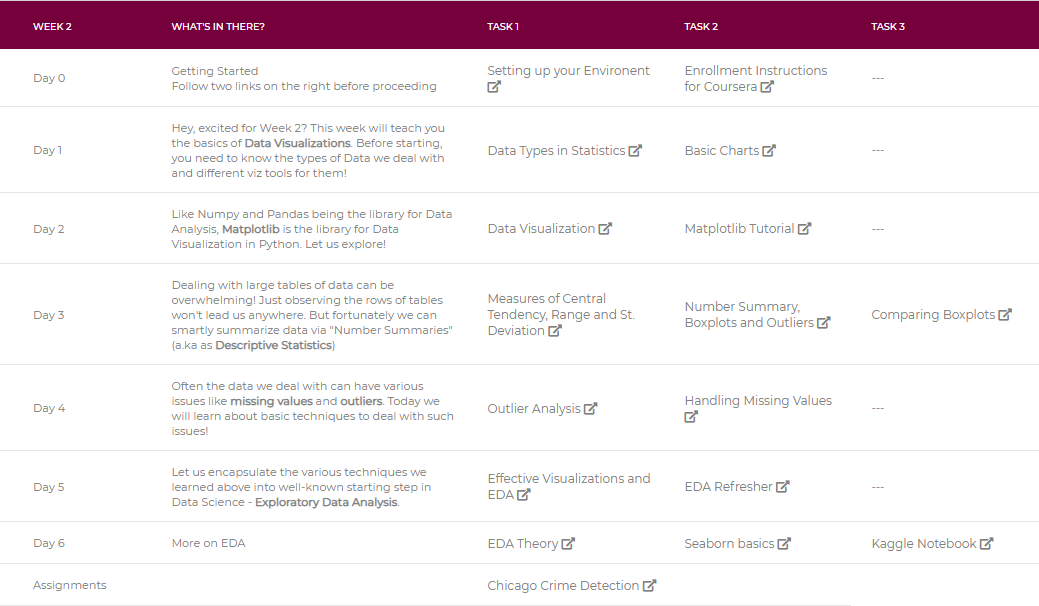 WEEK 2 WHAT'S IN THERE? TASK 1 TASK 2 TASK 3
Day 0
Getting Started
Follow two links on the right before proceeding
Setting up your Environent
Enrollment Instructions
for Coursera
---
Day 1
Hey, excited for Week 2? This week will teach you
the basics of Data Visualizations. Before starting,
you need to know the types of Data we deal with
and different viz tools for them!
Data Types in Statistics
Basic Charts
---
Day 2
Like Numpy and Pandas being the library for Data
Analysis, Matplotlib is the library for Data
Visualization in Python. Let us explore!
Data Visualization
Matplotlib Tutorial
---
Day 3
Dealing with large tables of data can be
overwhelming! Just observing the rows of tables
won't lead us anywhere. But fortunately we can
smartly summarize data via "Number Summaries"
(a.ka as Descriptive Statistics)
Measures of Central
Tendency, Range and St.
Deviation
Number Summary,
Boxplots and Outliers
Comparing Boxplots
Day 4
Often the data we deal with can have various
issues like missing values and outliers. Today we
will learn about basic techniques to deal with such
issues!
Outlier Analysis
Handling Missing Values
---
Day 5
Let us encapsulate the various techniques we
learned above into well-known starting step in
Data Science - Exploratory Data Analysis.
Effective Visualizations and
EDA
EDA Refresher
---
Day 6
More on EDA
EDA Theory
Seaborn basics
Kaggle Notebook
Assignments
Chicago Crime Detection